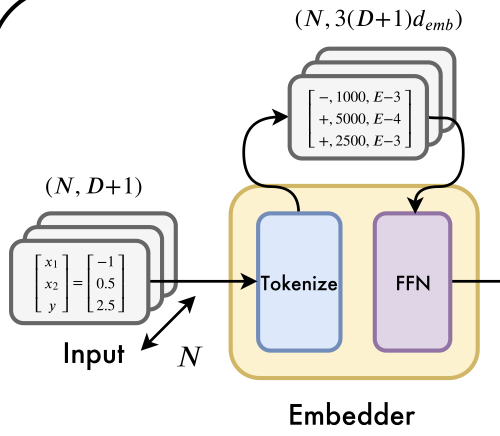 (N, 3(D+1)d_emb)
−, 1000, E−3
+, 5000, E−4
+, 2500, E−3
(N, D+1)
x₁ −1
x₂ = 0.5
y 2.5
Tokenize
FFN
Input
N
Embedder